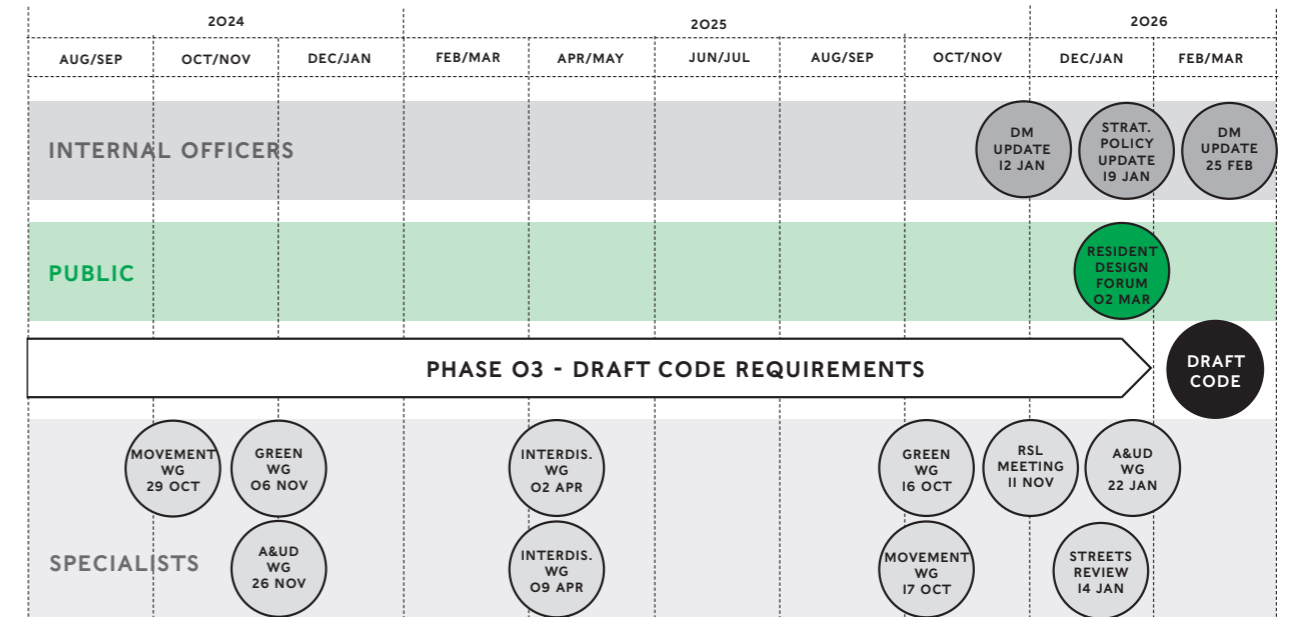 2024
2025
2026
AUG/SEP
OCT/NOV
DEC/JAN
FEB/MAR
APR/MAY
JUN/JUL
AUG/SEP
OCT/NOV
DEC/JAN
FEB/MAR
INTERNAL OFFICERS
DM
UPDATE
12 JAN
STRAT.
POLICY
UPDATE
19 JAN
DM
UPDATE
25 FEB
PUBLIC
RESIDENT
DESIGN
FORUM
02 MAR
PHASE 03 - DRAFT CODE REQUIREMENTS
DRAFT
CODE
SPECIALISTS
MOVEMENT
WG
29 OCT
GREEN
WG
06 NOV
INTERDIS.
WG
02 APR
GREEN
WG
16 OCT
RSL
MEETING
11 NOV
A&UD
WG
22 JAN
A&UD
WG
26 NOV
INTERDIS.
WG
09 APR
MOVEMENT
WG
17 OCT
STREETS
REVIEW
14 JAN